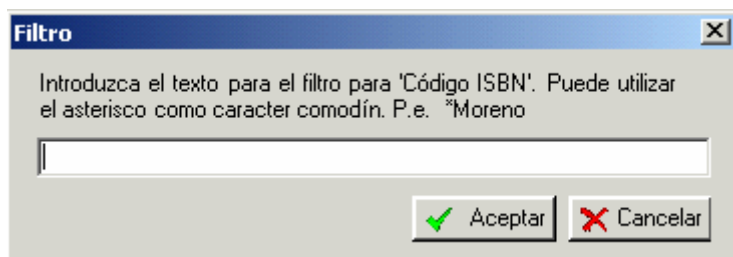 Filtro
Introduzca el texto para el filtro para 'Código ISBN'. Puede utilizar
el asterisco como caracter comodín. P.e. *Moreno
Aceptar
Cancelar